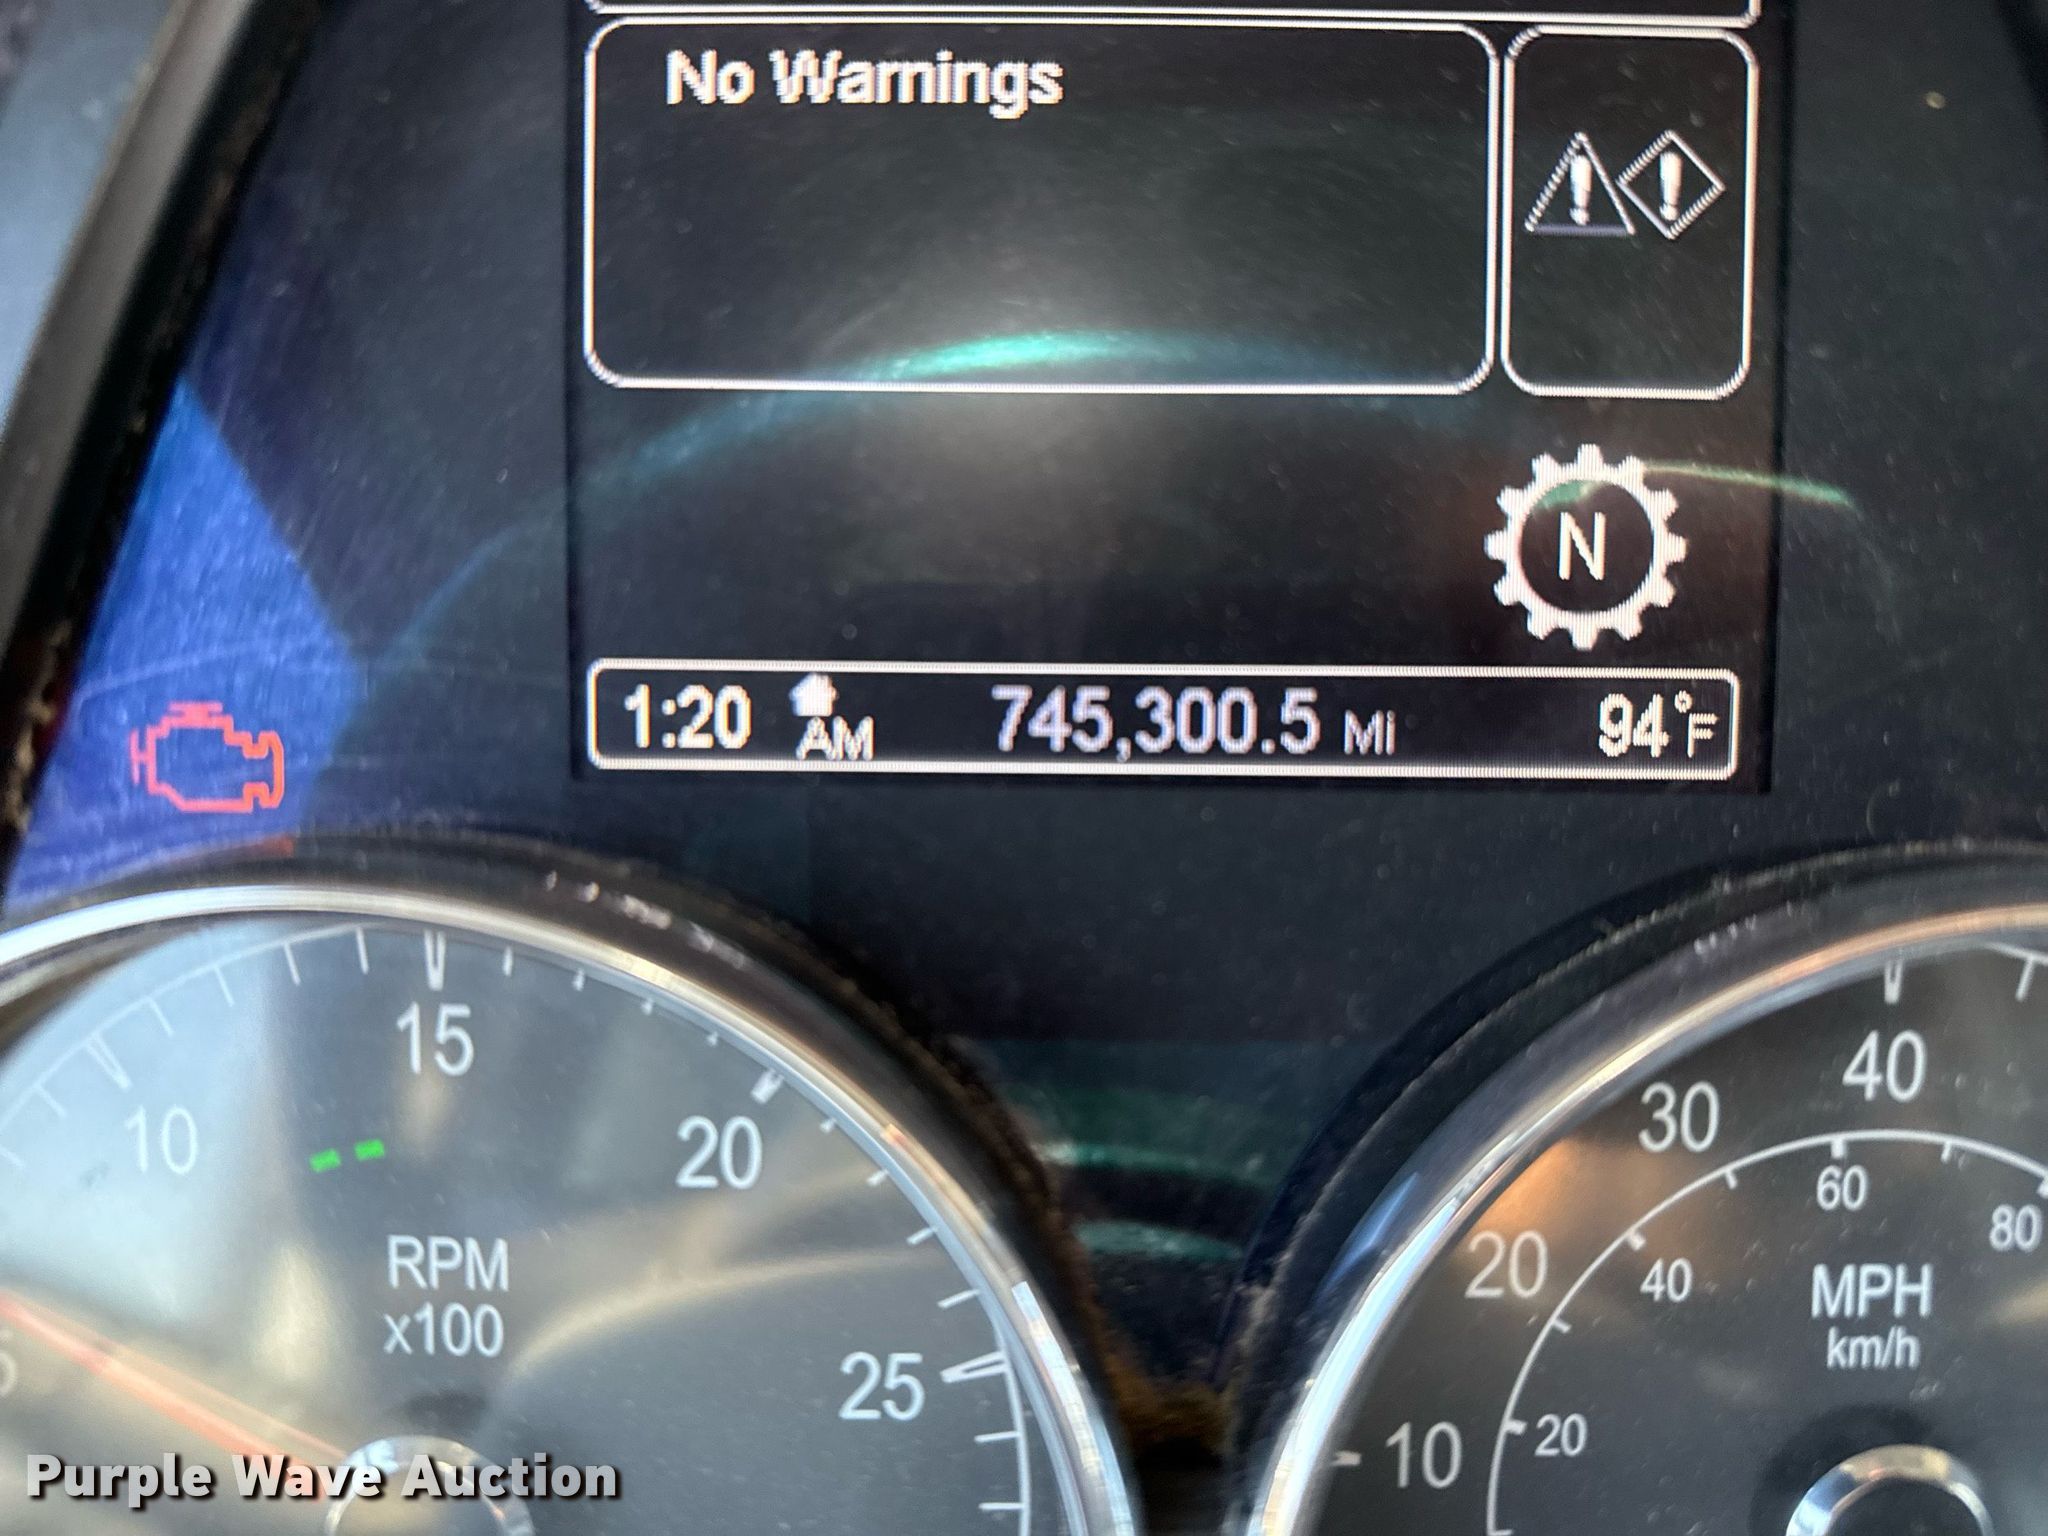 No Warnings
N
1:20 AM 745,300.5 Mi 94°F
10 15 20 25
RPM
x100
10 20 30 40
20 40 60 80
MPH
km/h
Purple Wave Auction